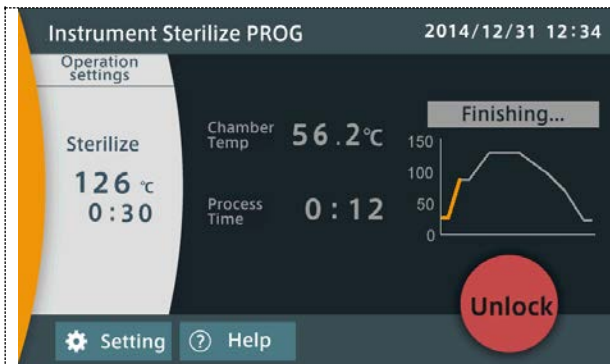 Instrument Sterilize PROG
2014/12/31 12:34
Operation
settings
Sterilize
126 ℃
0:30
Chamber
Temp
56.2℃
Process
Time
0:12
Finishing...
150
100
50
0
Unlock
Setting
? Help